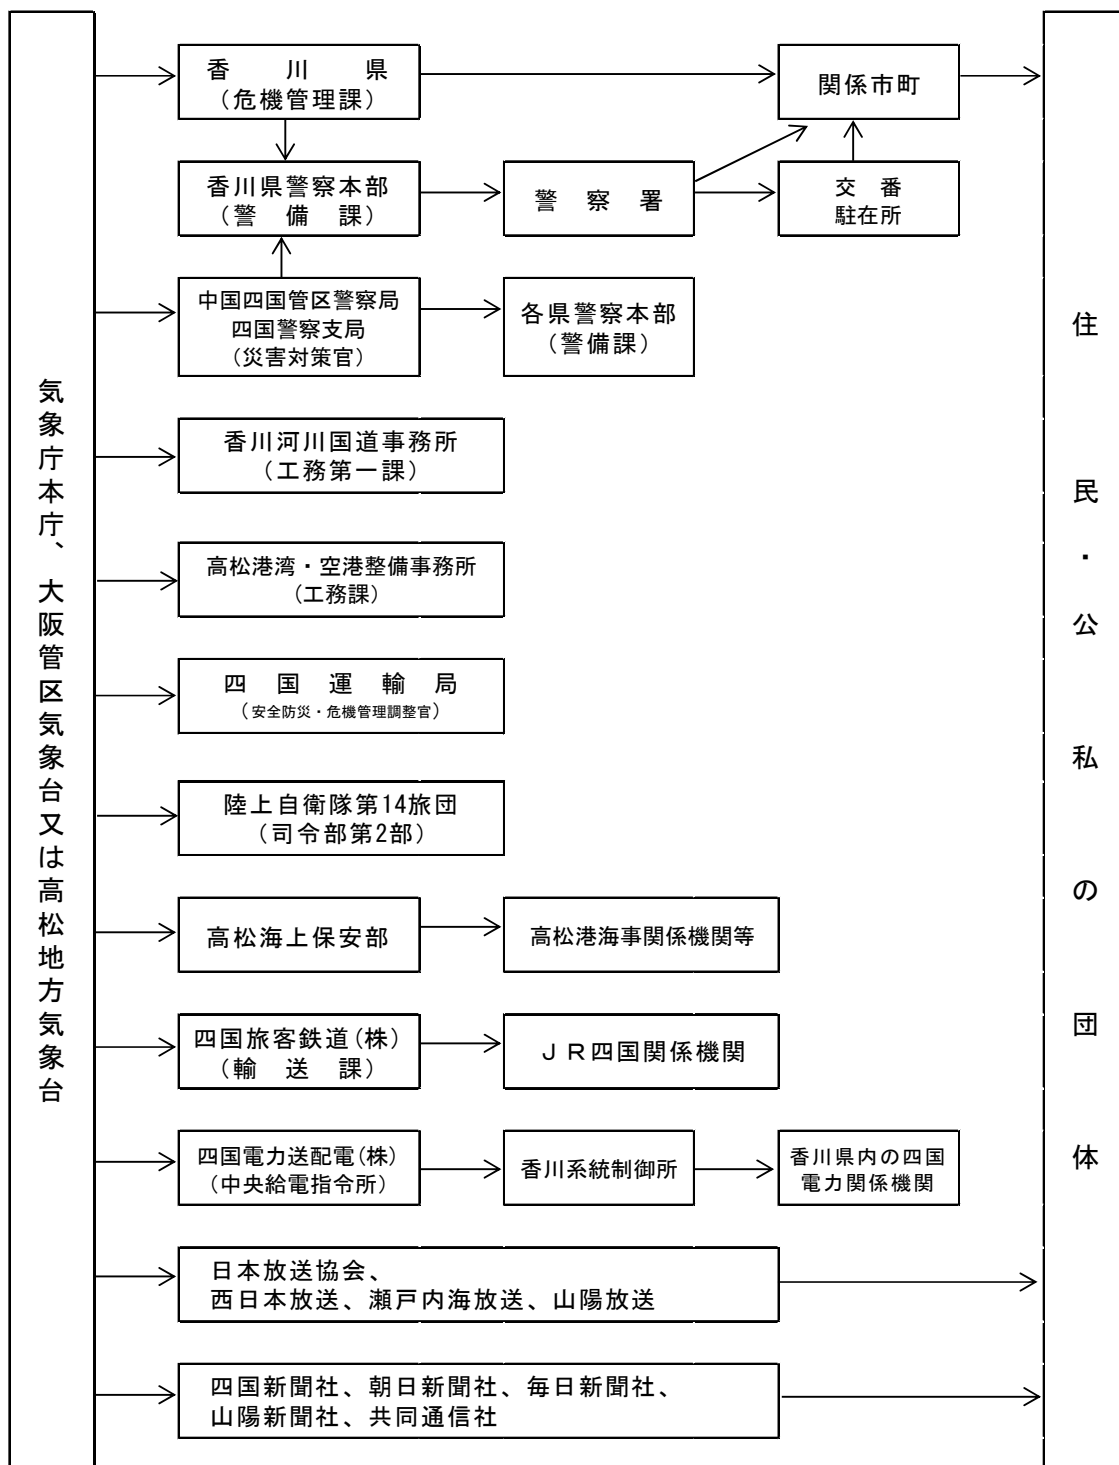 気象庁本庁、大阪管区気象台又は高松地方気象台
香川県
（危機管理課）
関係市町
香川県警察本部
（警備課）
警察署
交番
駐在所
中国四国管区警察局
四国警察支局
（災害対策官）
各県警察本部
（警備課）
香川河川国道事務所
（工務第一課）
高松港湾・空港整備事務所
（工務課）
四国運輸局
（安全防災・危機管理調整官）
陸上自衛隊第14旅団
（司令部第2部）
高松海上保安部
高松港海事関係機関等
四国旅客鉄道(株)
（輸送課）
ＪＲ四国関係機関
四国電力送配電(株)
（中央給電指令所）
香川系統制御所
香川県内の四国
電力関係機関
日本放送協会、
西日本放送、瀬戸内海放送、山陽放送
四国新聞社、朝日新聞社、毎日新聞社、
山陽新聞社、共同通信社
住民・公私の団体